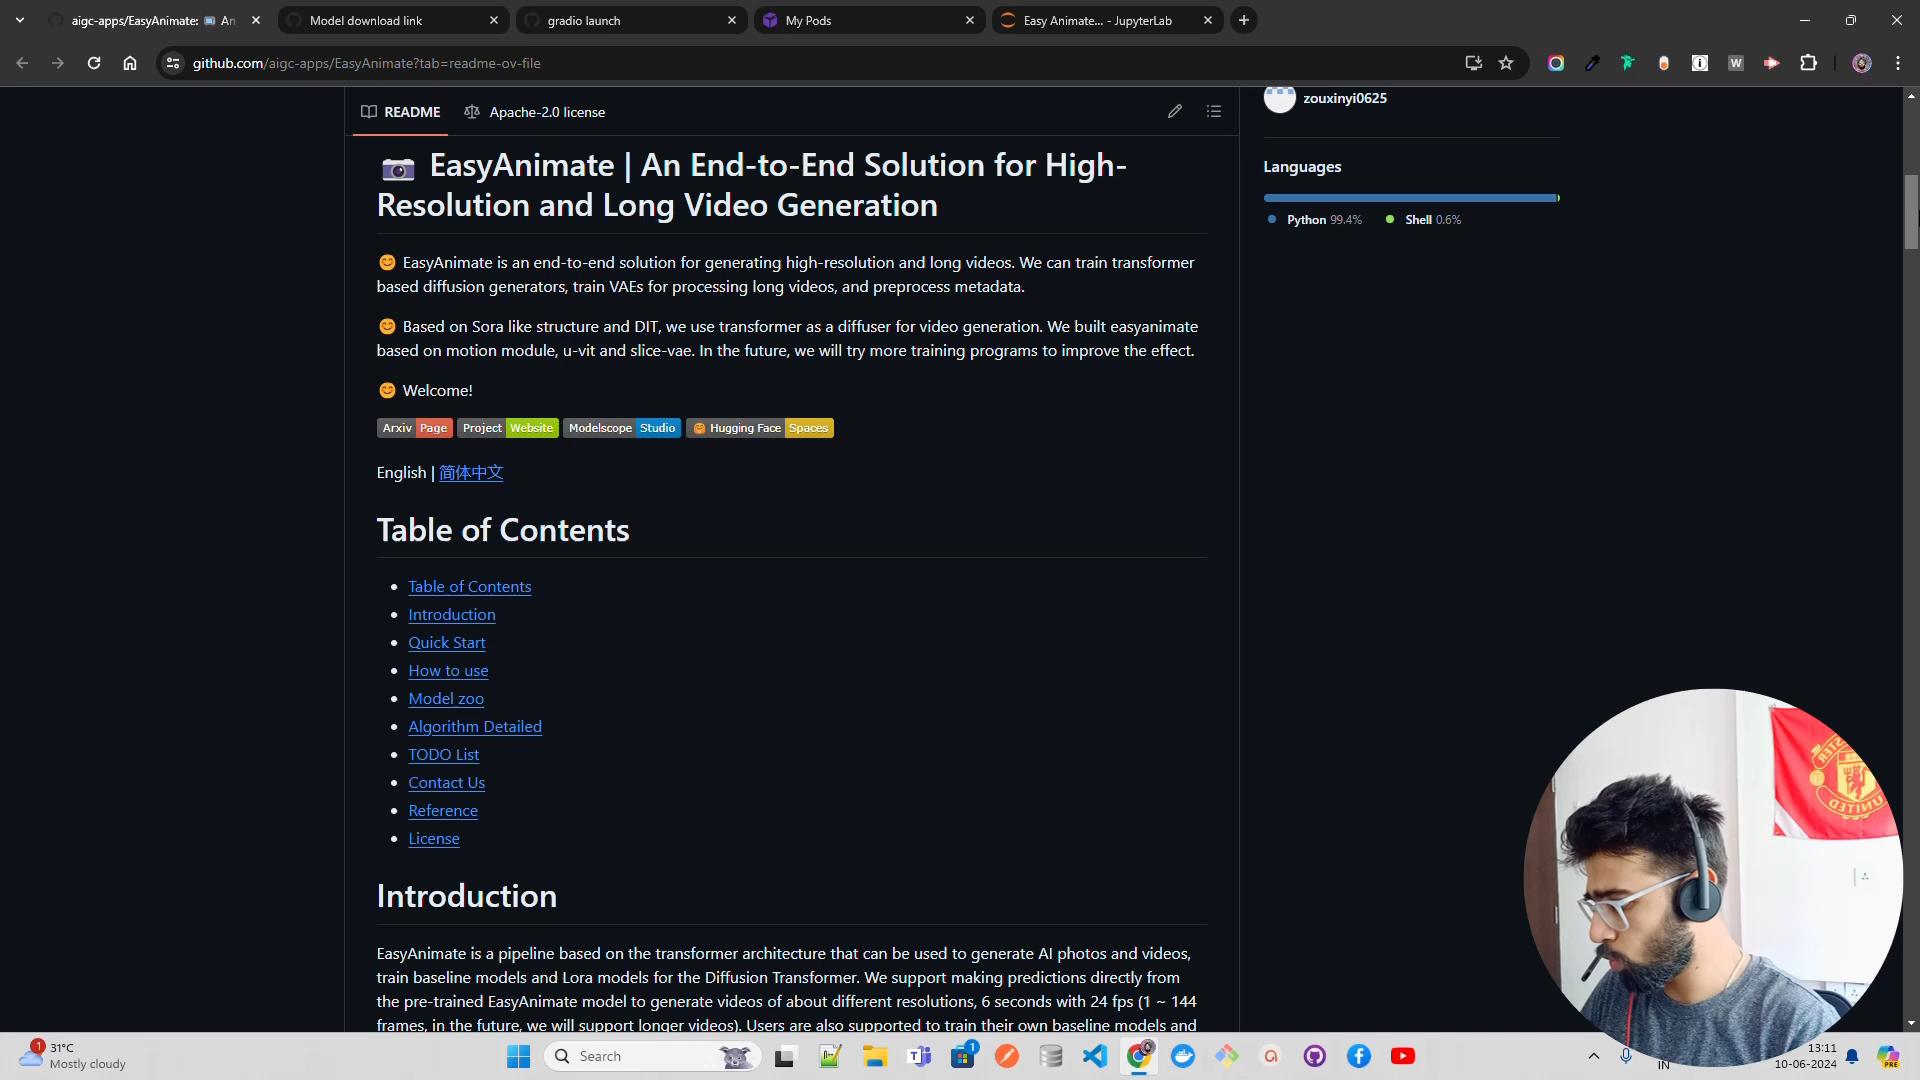 aigc-apps/EasyAnimate: 📺 An
Model download link
gradio launch
My Pods
Easy Animate... - JupyterLab
github.com/aigc-apps/EasyAnimate?tab=readme-ov-file
README
Apache-2.0 license
zouxinyi0625
Languages
Python 99.4%
Shell 0.6%
📷 EasyAnimate | An End-to-End Solution for High-
Resolution and Long Video Generation
😊 EasyAnimate is an end-to-end solution for generating high-resolution and long videos. We can train transformer
based diffusion generators, train VAEs for processing long videos, and preprocess metadata.
😊 Based on Sora like structure and DIT, we use transformer as a diffuser for video generation. We built easyanimate
based on motion module, u-vit and slice-vae. In the future, we will try more training programs to improve the effect.
😊 Welcome!
Arxiv Page Project Website Modelscope Studio 🤗 Hugging Face Spaces
English | 简体中文
Table of Contents
• Table of Contents
• Introduction
• Quick Start
• How to use
• Model zoo
• Algorithm Detailed
• TODO List
• Contact Us
• Reference
• License
Introduction
EasyAnimate is a pipeline based on the transformer architecture that can be used to generate AI photos and videos,
train baseline models and Lora models for the Diffusion Transformer. We support making predictions directly from
the pre-trained EasyAnimate model to generate videos of about different resolutions, 6 seconds with 24 fps (1 ~ 144
frames, in the future, we will support longer videos). Users are also supported to train their own baseline models and
UNITED
1
31°C
Mostly cloudy
Search
1
IN
13:11
10-06-2024
PRE